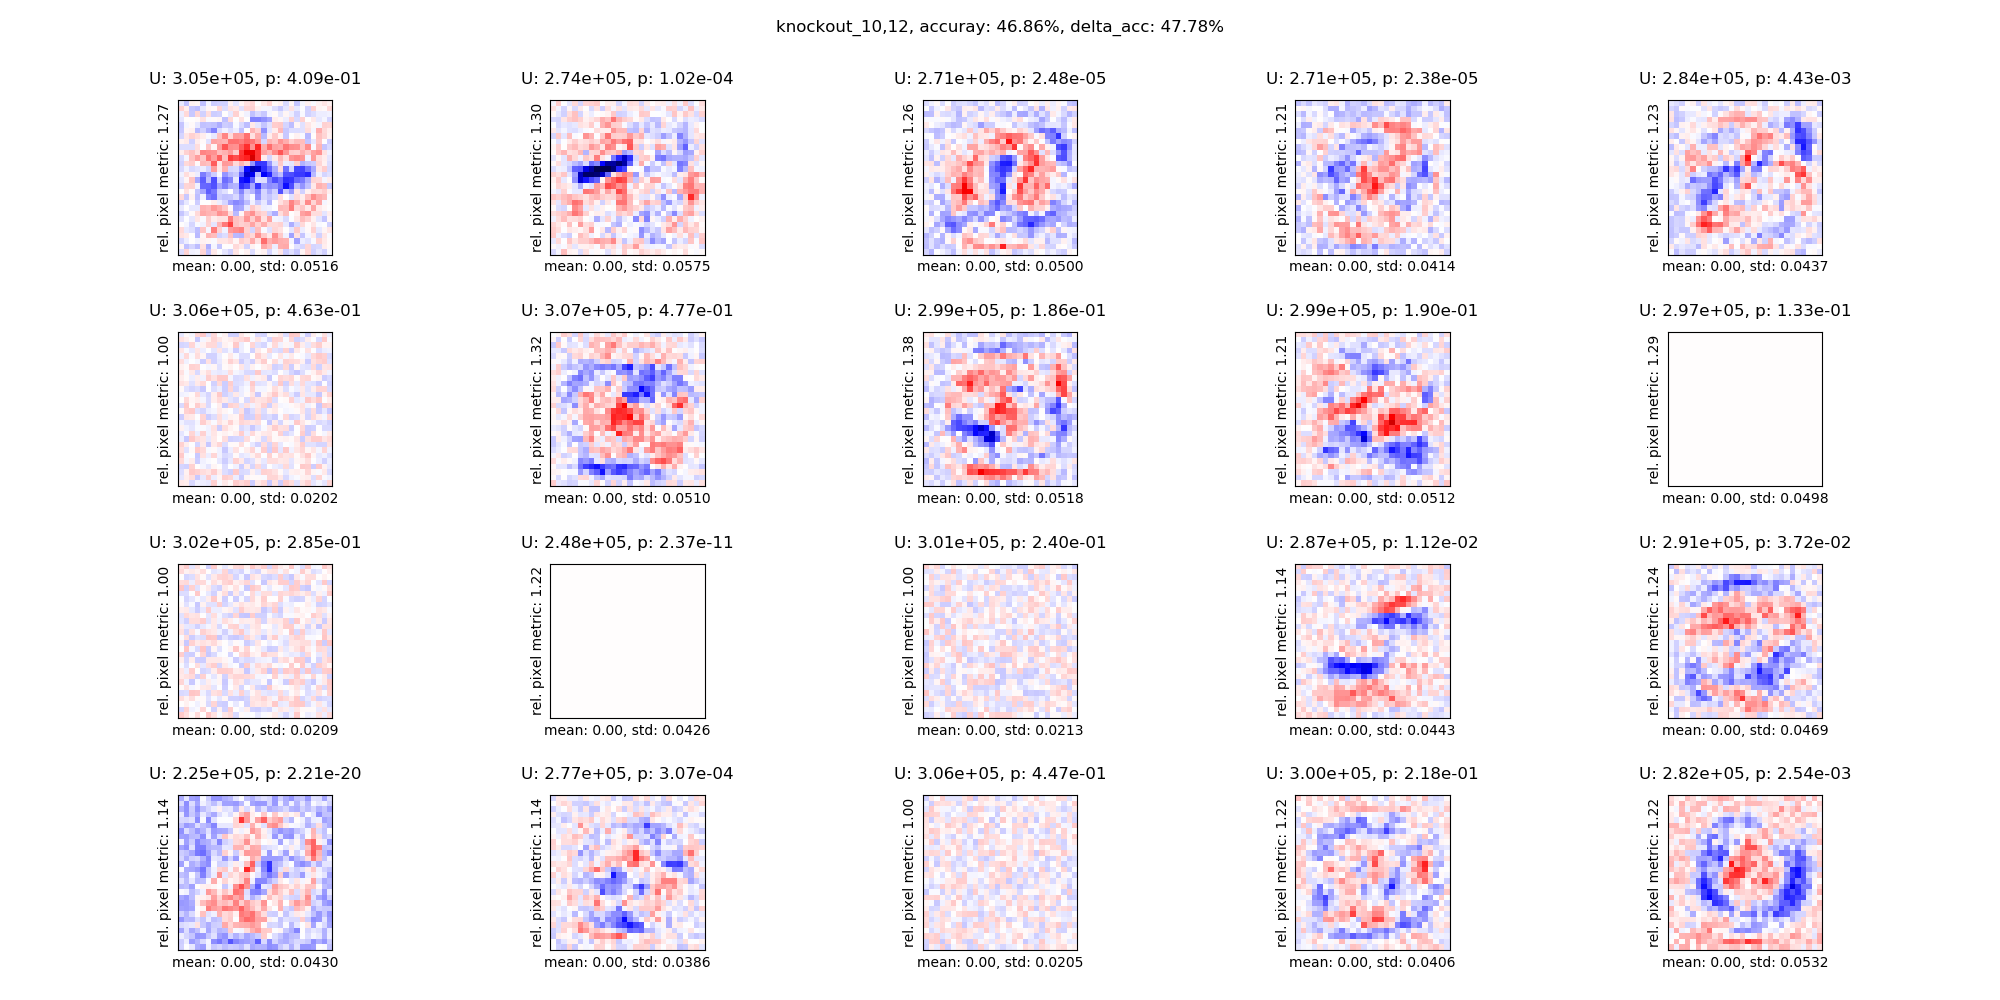 knockout_10,12, accuray: 46.86%, delta_acc: 47.78%
U: 3.05e+05, p: 4.09e-01
rel. pixel metric: 1.27
mean: 0.00, std: 0.0516
U: 2.74e+05, p: 1.02e-04
rel. pixel metric: 1.30
mean: 0.00, std: 0.0575
U: 2.71e+05, p: 2.48e-05
rel. pixel metric: 1.26
mean: 0.00, std: 0.0500
U: 2.71e+05, p: 2.38e-05
rel. pixel metric: 1.21
mean: 0.00, std: 0.0414
U: 2.84e+05, p: 4.43e-03
rel. pixel metric: 1.23
mean: 0.00, std: 0.0437
U: 3.06e+05, p: 4.63e-01
rel. pixel metric: 1.00
mean: 0.00, std: 0.0202
U: 3.07e+05, p: 4.77e-01
rel. pixel metric: 1.32
mean: 0.00, std: 0.0510
U: 2.99e+05, p: 1.86e-01
rel. pixel metric: 1.38
mean: 0.00, std: 0.0518
U: 2.99e+05, p: 1.90e-01
rel. pixel metric: 1.21
mean: 0.00, std: 0.0512
U: 2.97e+05, p: 1.33e-01
rel. pixel metric: 1.29
mean: 0.00, std: 0.0498
U: 3.02e+05, p: 2.85e-01
rel. pixel metric: 1.00
mean: 0.00, std: 0.0209
U: 2.48e+05, p: 2.37e-11
rel. pixel metric: 1.22
mean: 0.00, std: 0.0426
U: 3.01e+05, p: 2.40e-01
rel. pixel metric: 1.00
mean: 0.00, std: 0.0213
U: 2.87e+05, p: 1.12e-02
rel. pixel metric: 1.14
mean: 0.00, std: 0.0443
U: 2.91e+05, p: 3.72e-02
rel. pixel metric: 1.24
mean: 0.00, std: 0.0469
U: 2.25e+05, p: 2.21e-20
rel. pixel metric: 1.14
mean: 0.00, std: 0.0430
U: 2.77e+05, p: 3.07e-04
rel. pixel metric: 1.14
mean: 0.00, std: 0.0386
U: 3.06e+05, p: 4.47e-01
rel. pixel metric: 1.00
mean: 0.00, std: 0.0205
U: 3.00e+05, p: 2.18e-01
rel. pixel metric: 1.22
mean: 0.00, std: 0.0406
U: 2.82e+05, p: 2.54e-03
rel. pixel metric: 1.22
mean: 0.00, std: 0.0532